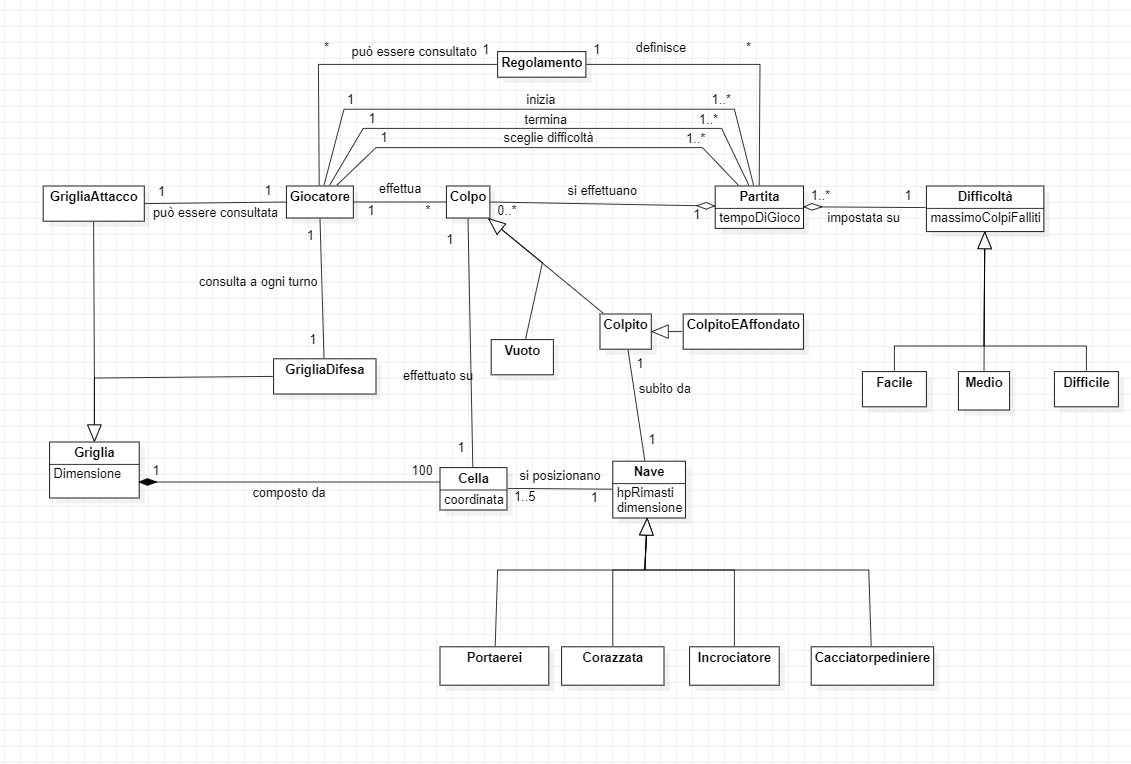 * può essere consultato 1 Regolamento 1 definisce *
1 inizia 1..*
1 termina 1..*
1 sceglie difficoltà 1..*
GrigliaAttacco 1 1 Giocatore effettua Colpo si effettuano Partita 1..* 1 Difficoltà
può essere consultata 1 * 0..* 1 tempoDiGioco impostata su massimoColpiFalliti
1 1
consulta a ogni turno
1
Vuoto Colpito ColpitoEAffondato
GrigliaDifesa effettuato su 1 subito da Facile Medio Difficile
1 1
Griglia 1 100 Cella si posizionano Nave
Dimensione composto da coordinata 1..5 1 hpRimasti
dimensione
Portaerei Corazzata Incrociatore Cacciatorpediniere